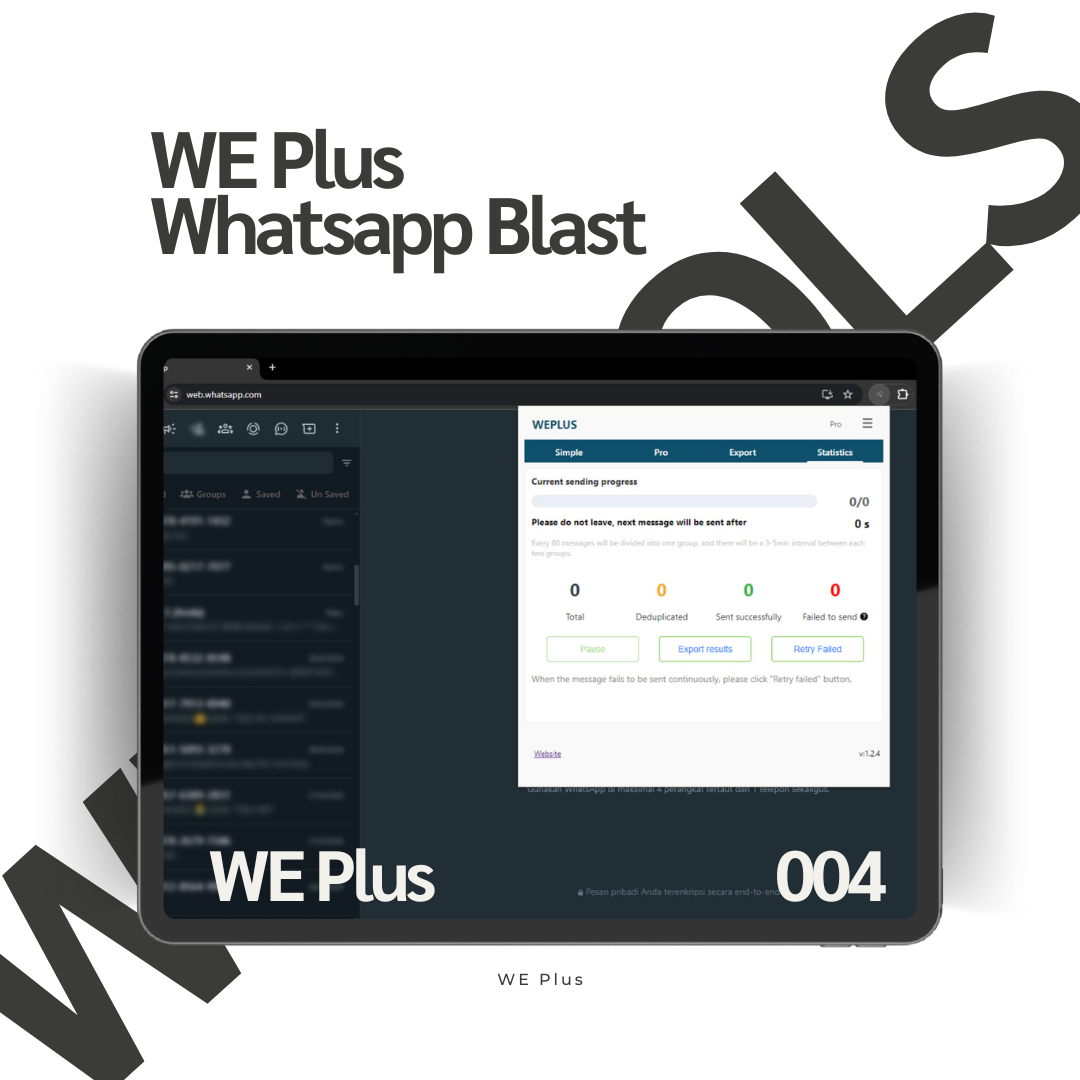 WE Plus
Whatsapp Blast
web.whatsapp.com
WEPLUS
Pro
Simple
Pro
Export
Statistics
Groups
Saved
Un Saved
Current sending progress
0/0
Please do not leave, next message will be sent after
0 s
Every 80 messages will be divided into one group, and there will be a 3-5min interval between each
two groups.
0
0
0
0
Total
Deduplicated
Sent successfully
Failed to send
Pause
Export results
Retry Failed
When the message fails to be sent continuously, please click "Retry failed" button.
Website
v:1.2.4
Gunakan WhatsApp di maksimal 4 perangkat tertaut dan 1 telepon sekaligus.
Pesan pribadi Anda terenkripsi secara end-to-end
WE Plus
004
WE Plus